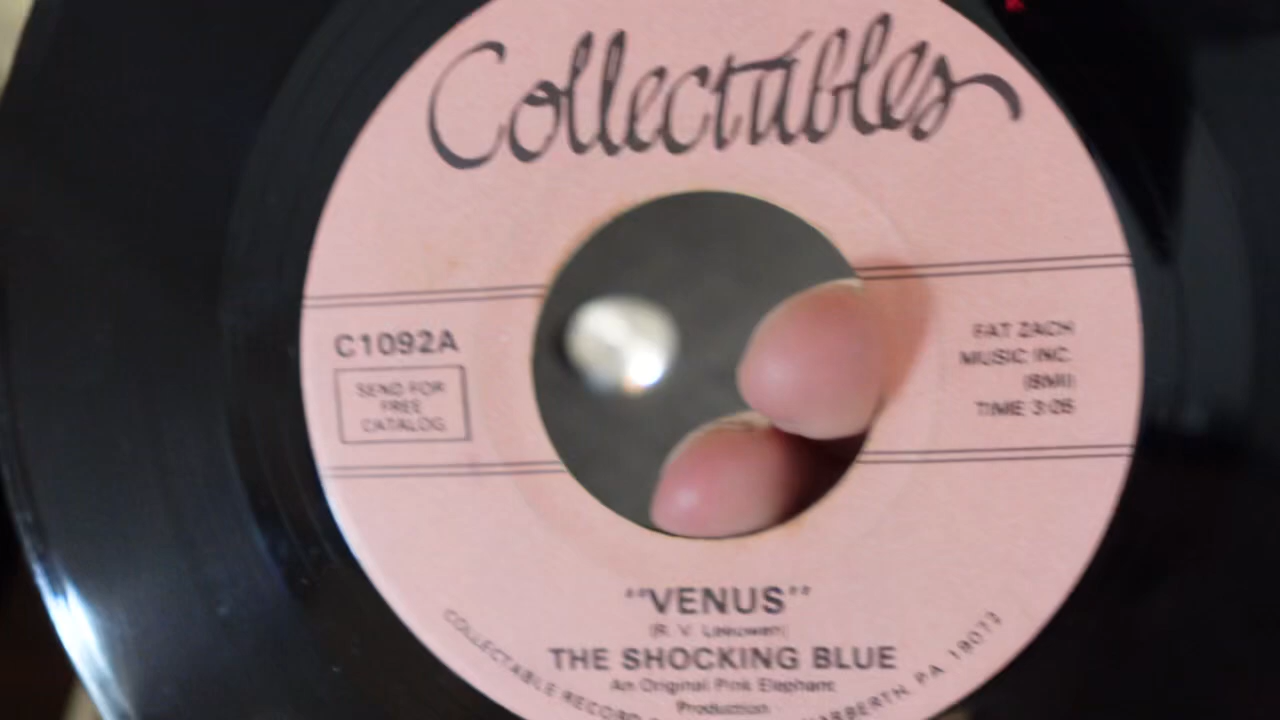 Collectables
C1092A
SEND FOR
FREE
CATALOG
FAT ZACH
MUSIC INC.
(BMI)
TIME 3:05
"VENUS"
(R. V. Leeuwen)
THE SHOCKING BLUE
An Original Pink Elephant
Production
COLLECTABLE RECORD NARBERTH, PA 19072